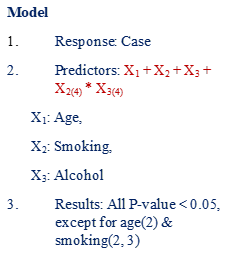 Model
1. Response: Case
2. Predictors: X1 + X2 + X3 +
X2(4) * X3(4)
X1: Age,
X2: Smoking,
X3: Alcohol
3. Results: All P-value < 0.05,
except for age(2) &
smoking(2, 3)